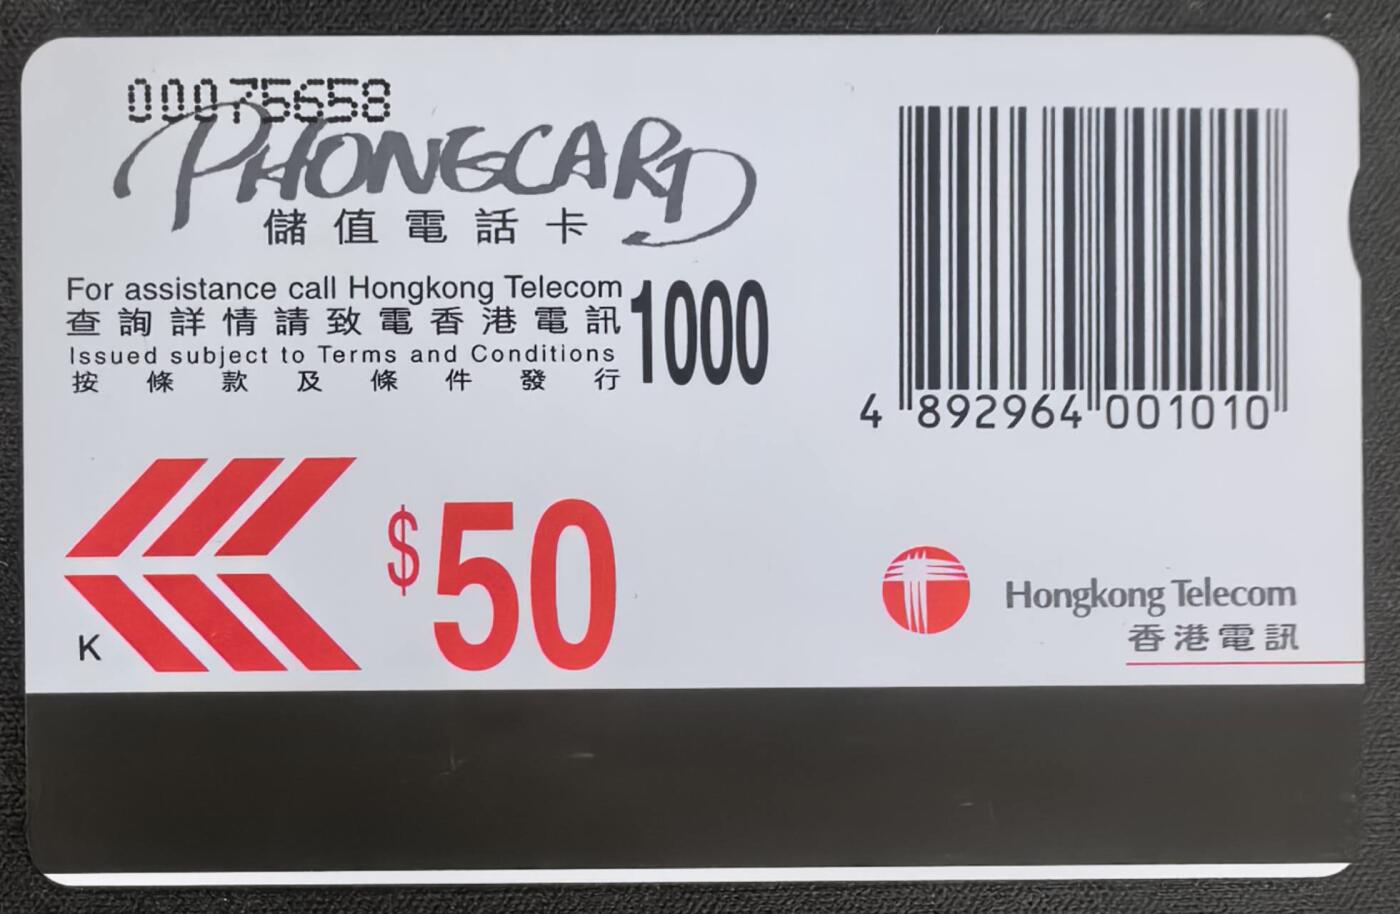 00075658
PHONECARD
儲值電話卡
For assistance call Hongkong Telecom
查詢詳情請致電香港電訊
1000
Issued subject to Terms and Conditions
按條款及條件發行
4 892964 001010
$50
K
Hongkong Telecom
香港電訊